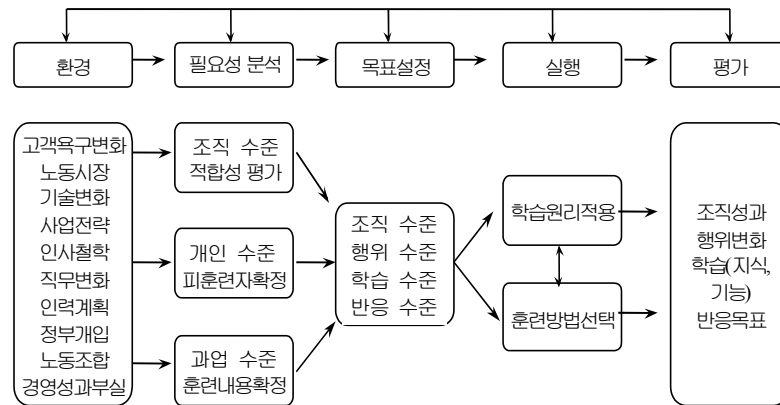 환경
필요성 분석
목표설정
실행
평가
고객욕구변화
노동시장
기술변화
사업전략
인사철학
직무변화
인력계획
정부개입
노동조합
경영성과부실
조직 수준
적합성 평가
개인 수준
피훈련자확정
과업 수준
훈련내용확정
조직 수준
행위 수준
학습 수준
반응 수준
학습원리적용
훈련방법선택
조직성과
행위변화
학습(지식,
기능)
반응목표